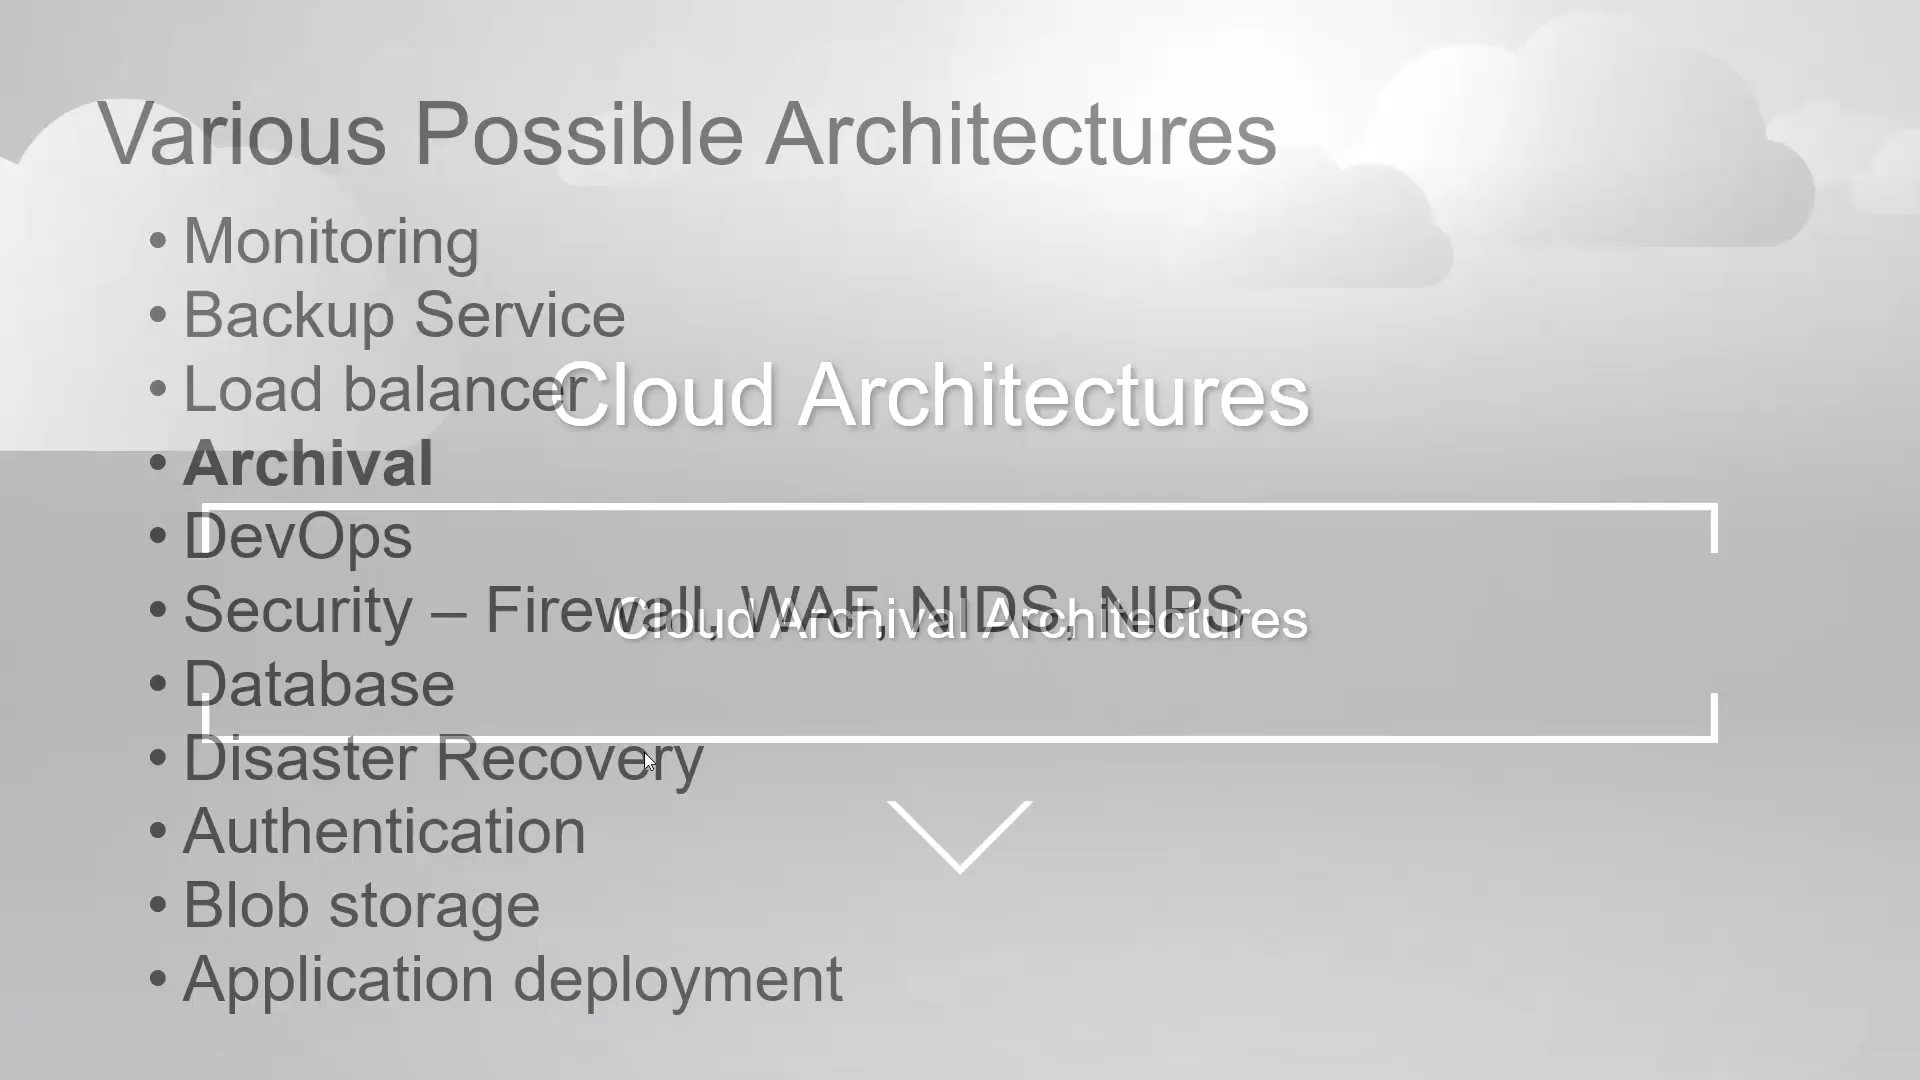 Various Possible Architectures
• Monitoring
• Backup Service
• Load balancer
Cloud Architectures
• Archival
• DevOps
• Security – Firewall, WAF, NIDS, NIPS
Cloud Archival Architectures
• Database
• Disaster Recovery
• Authentication
• Blob storage
• Application deployment